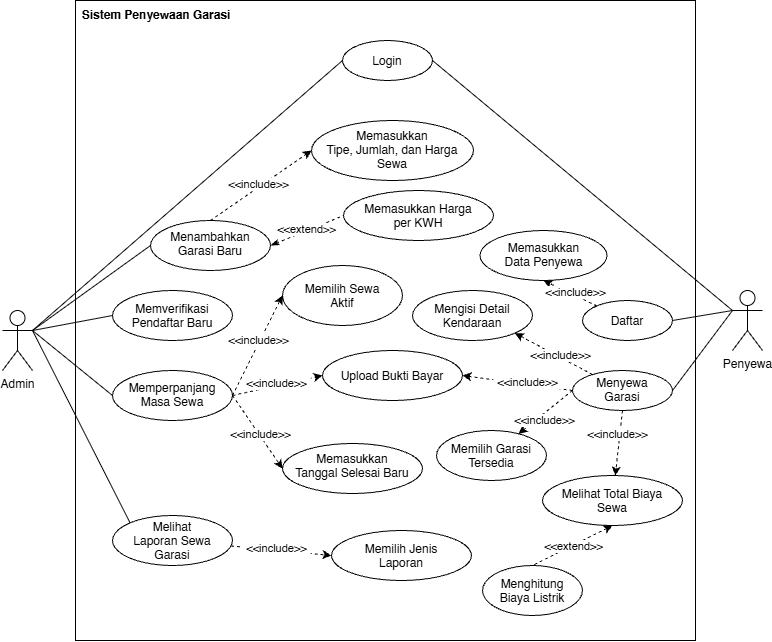 Sistem Penyewaan Garasi
Login
Memasukkan
Tipe, Jumlah, dan Harga
Sewa
<<include>>
Memasukkan Harga
per KWH
<<extend>>
Menambahkan
Garasi Baru
Memasukkan
Data Penyewa
<<include>>
Memilih Sewa
Aktif
Mengisi Detail
Kendaraan
Daftar
Memverifikasi
Pendaftar Baru
<<include>>
<<include>>
Admin
Penyewa
Memperpanjang
Masa Sewa
<<include>>
Upload Bukti Bayar
<<include>>
Menyewa
Garasi
<<include>>
<<include>>
<<include>>
Memasukkan
Tanggal Selesai Baru
Memilih Garasi
Tersedia
Melihat Total Biaya
Sewa
Melihat
Laporan Sewa
Garasi
<<include>>
Memilih Jenis
Laporan
<<extend>>
Menghitung
Biaya Listrik